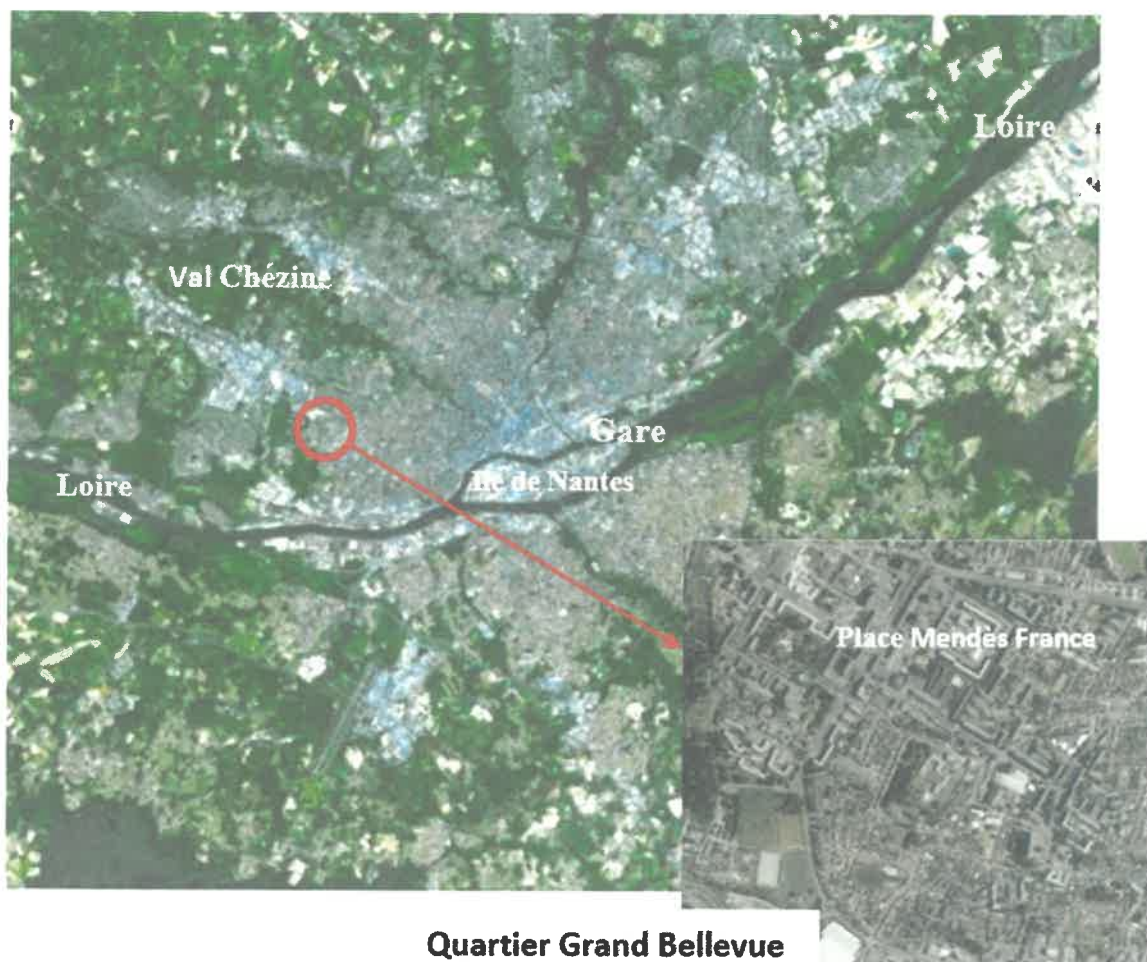 Loire
Val Chézine
Gare
Loire
Ile de Nantes
Place Mendès France
Quartier Grand Bellevue